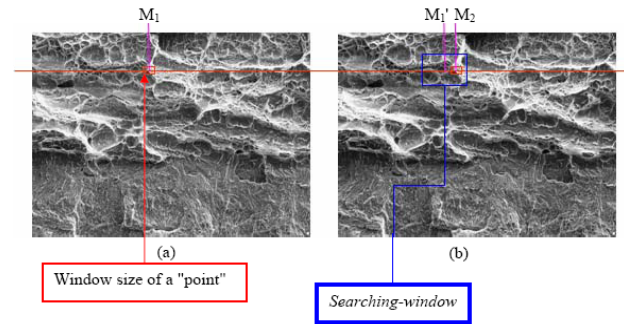 M1
M1' M2
(a)
(b)
Window size of a "point"
Searching-window